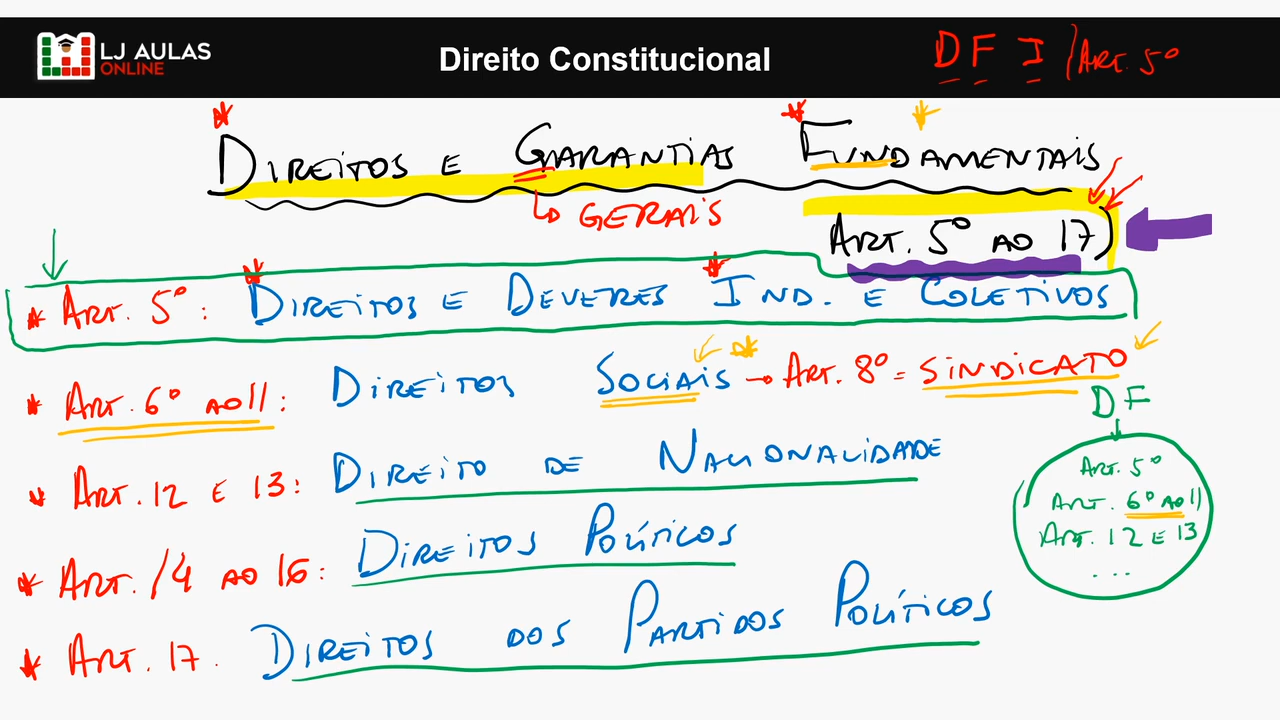 LJ AULAS
ONLINE
Direito Constitucional
D F I / ART. 5º
DIREITOS E GARANTIAS FUNDAMENTAIS
GERAIS
ART. 5º AO 17)
* ART. 5º: DIREITOS E DEVERES IND. E COLETIVOS
* ART. 6º AO 11: DIREITOS SOCIAIS → ART. 8º = SINDICATO
DF
ART. 5º
ART. 6º AO 11
ART. 12 E 13
...
* ART. 12 E 13: DIREITO DE NACIONALIDADE
* ART. 14 AO 16: DIREITOS POLÍTICOS
* ART. 17. DIREITOS DOS PARTIDOS POLÍTICOS